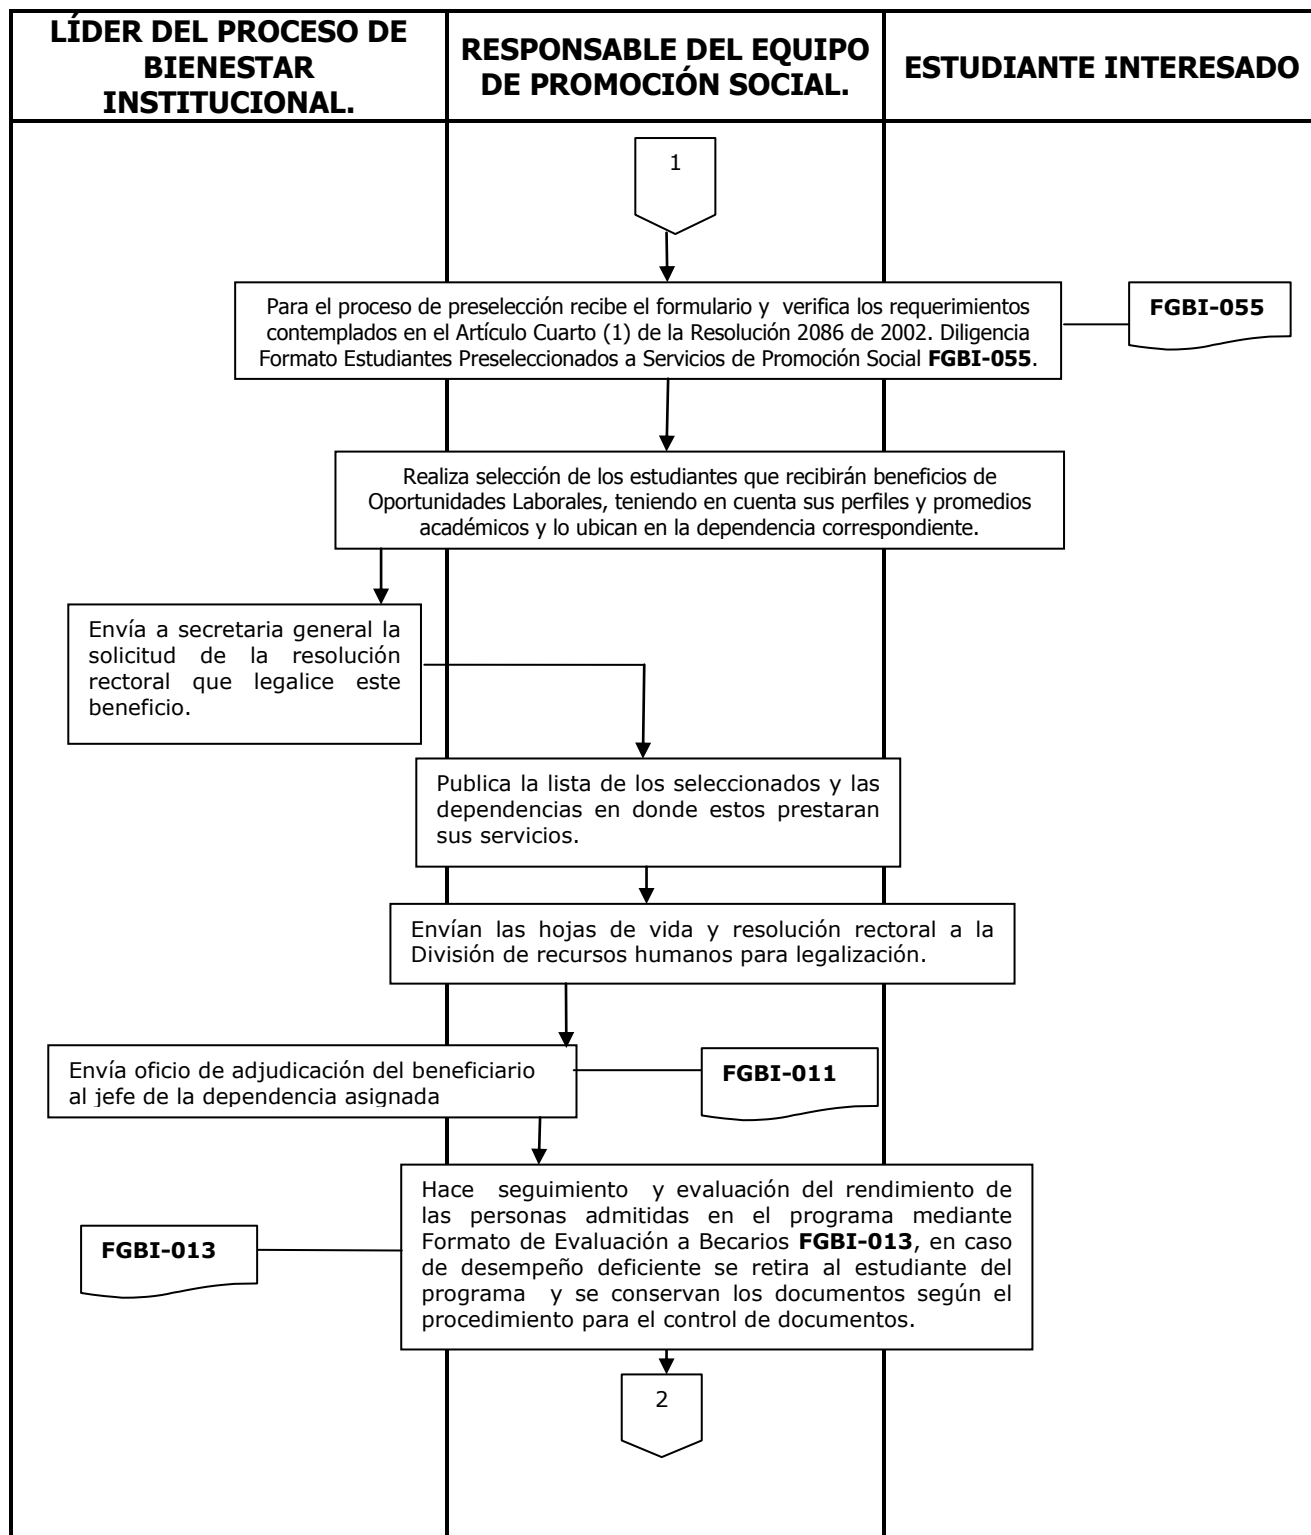 LÍDER DEL PROCESO DE
BIENESTAR
INSTITUCIONAL.
RESPONSABLE DEL EQUIPO
DE PROMOCIÓN SOCIAL.
ESTUDIANTE INTERESADO
1
Para el proceso de preselección recibe el formulario y verifica los requerimientos
contemplados en el Artículo Cuarto (1) de la Resolución 2086 de 2002. Diligencia
Formato Estudiantes Preseleccionados a Servicios de Promoción Social FGBI-055.
FGBI-055
Realiza selección de los estudiantes que recibirán beneficios de
Oportunidades Laborales, teniendo en cuenta sus perfiles y promedios
académicos y lo ubican en la dependencia correspondiente.
Envía a secretaria general la
solicitud de la resolución
rectoral que legalice este
beneficio.
Publica la lista de los seleccionados y las
dependencias en donde estos prestaran
sus servicios.
Envían las hojas de vida y resolución rectoral a la
División de recursos humanos para legalización.
Envía oficio de adjudicación del beneficiario
al jefe de la dependencia asignada
FGBI-011
Hace seguimiento y evaluación del rendimiento de
las personas admitidas en el programa mediante
Formato de Evaluación a Becarios FGBI-013, en caso
de desempeño deficiente se retira al estudiante del
programa y se conservan los documentos según el
procedimiento para el control de documentos.
FGBI-013
2